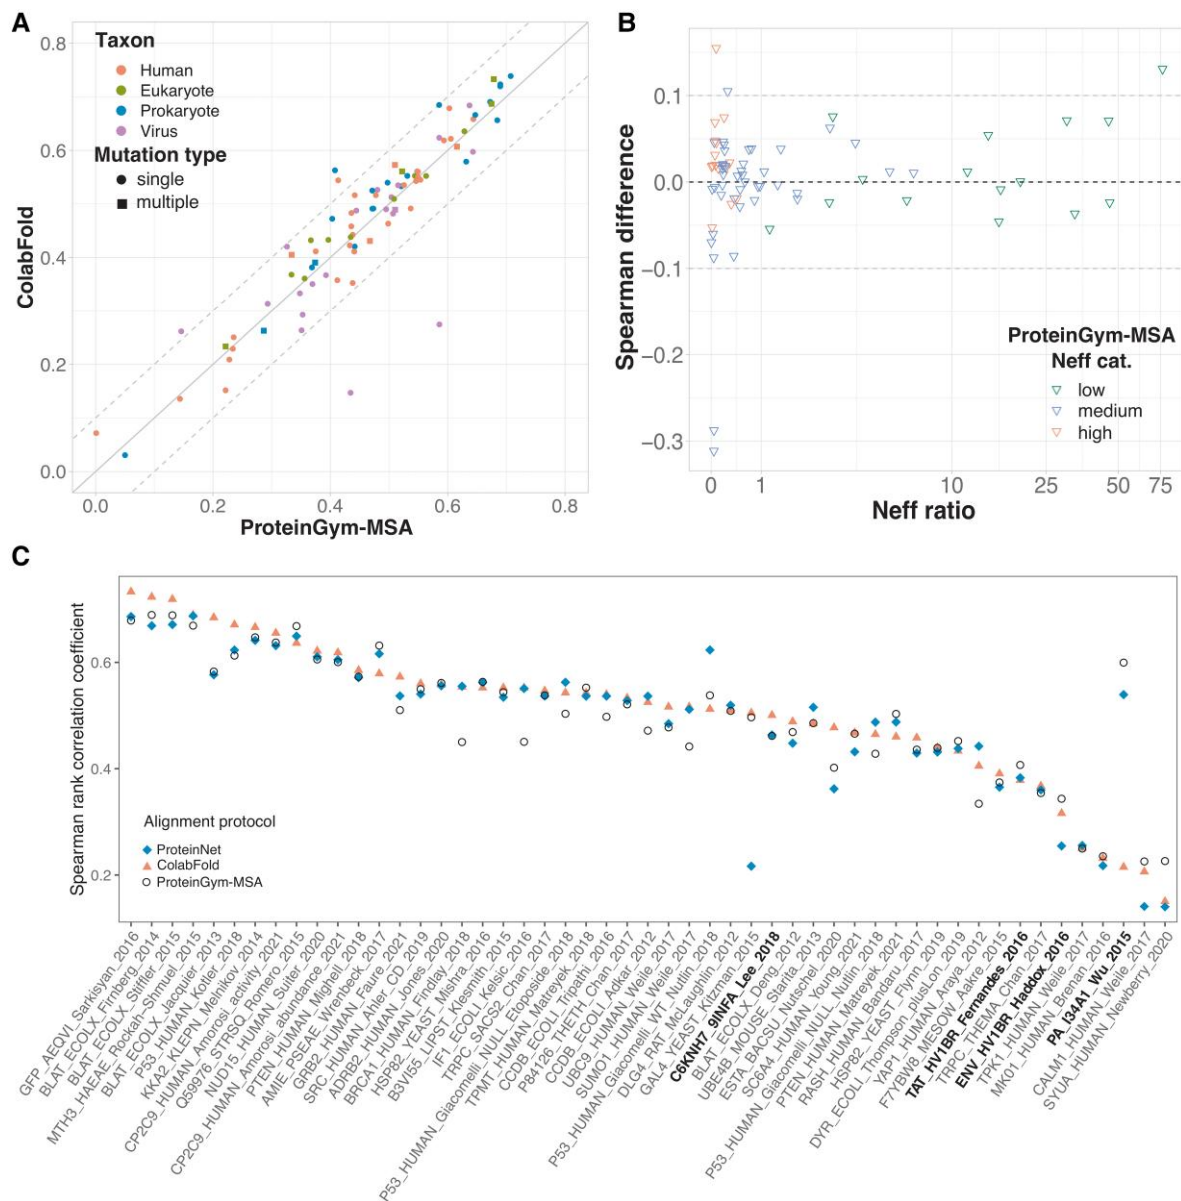 A
Taxon
Human
Eukaryote
Prokaryote
Virus
Mutation type
single
multiple
0.8
0.6
0.4
0.2
0.0
ColabFold
0.0 0.2 0.4 0.6 0.8
ProteinGym-MSA
B
0.1
0.0
−0.1
−0.2
−0.3
Spearman difference
ProteinGym-MSA
Neff cat.
low
medium
high
0 1 10 25 50 75
Neff ratio
C
Spearman rank correlation coefficient
0.6
0.4
0.2
Alignment protocol
ProteinNet
ColabFold
ProteinGym-MSA
GFP_AEQVI_Sarkisyan_2016
BLAT_ECOLX_Firnberg_2014
BLAT_ECOLX_Stiffler_2015
MTH3_HAEAE_Rockah-Shmuel_2015
BLAT_ECOLX_Jacquier_2013
P53_HUMAN_Kotler_2018
KKA2_KLEPN_Melnikov_2014
CP2C9_HUMAN_Amorosi_activity_2021
Q59976_STRSQ_Romero_2015
NUD15_HUMAN_Suiter_2020
CP2C9_HUMAN_Amorosi_abundance_2021
PTEN_HUMAN_Mighell_2018
AMIE_PSEAE_Wrenbeck_2017
GRB2_HUMAN_Faure_2021
SRC_HUMAN_Ahler_CD_2019
ADRB2_HUMAN_Jones_2020
BRCA1_HUMAN_Findlay_2018
HSP82_YEAST_Mishra_2016
B3VI55_LIPST_Klesmith_2015
IF1_ECOLI_Kelsic_2016
TRPC_SACS2_Chan_2017
P53_HUMAN_Giacomelli_NULL_Etoposide_2018
TPMT_HUMAN_Matreyek_2018
CCDB_ECOLI_Tripathi_2016
P84126_THETH_Chan_2017
CCDB_ECOLI_Adkar_2012
UBC9_HUMAN_Weile_2017
SUMO1_HUMAN_Weile_2017
P53_HUMAN_Giacomelli_WT_Nutlin_2018
DLG4_RAT_McLaughlin_2012
GAL4_YEAST_Kitzman_2015
C6KNH7_9INFA_Lee_2018
BLAT_ECOLX_Deng_2012
UBE4B_MOUSE_Starita_2013
ESTA_BACSU_Nutschel_2020
SC6A4_HUMAN_Young_2021
P53_HUMAN_Giacomelli_NULL_Nutlin_2018
PTEN_HUMAN_Matreyek_2021
RASH_HUMAN_Bandaru_2017
HSP82_YEAST_Flynn_2019
DYR_ECOLI_Thompson_plusLon_2019
YAP1_HUMAN_Araya_2012
F7YBW8_MESOW_Aakre_2015
TAT_HV1BR_Fernandes_2016
TRPC_THEMA_Chan_2017
ENV_HV1BR_Haddox_2016
TPK1_HUMAN_Weile_2017
MK01_HUMAN_Brenan_2016
PA_I34A1_Wu_2015
CALM1_HUMAN_Weile_2017
SYUA_HUMAN_Newberry_2020